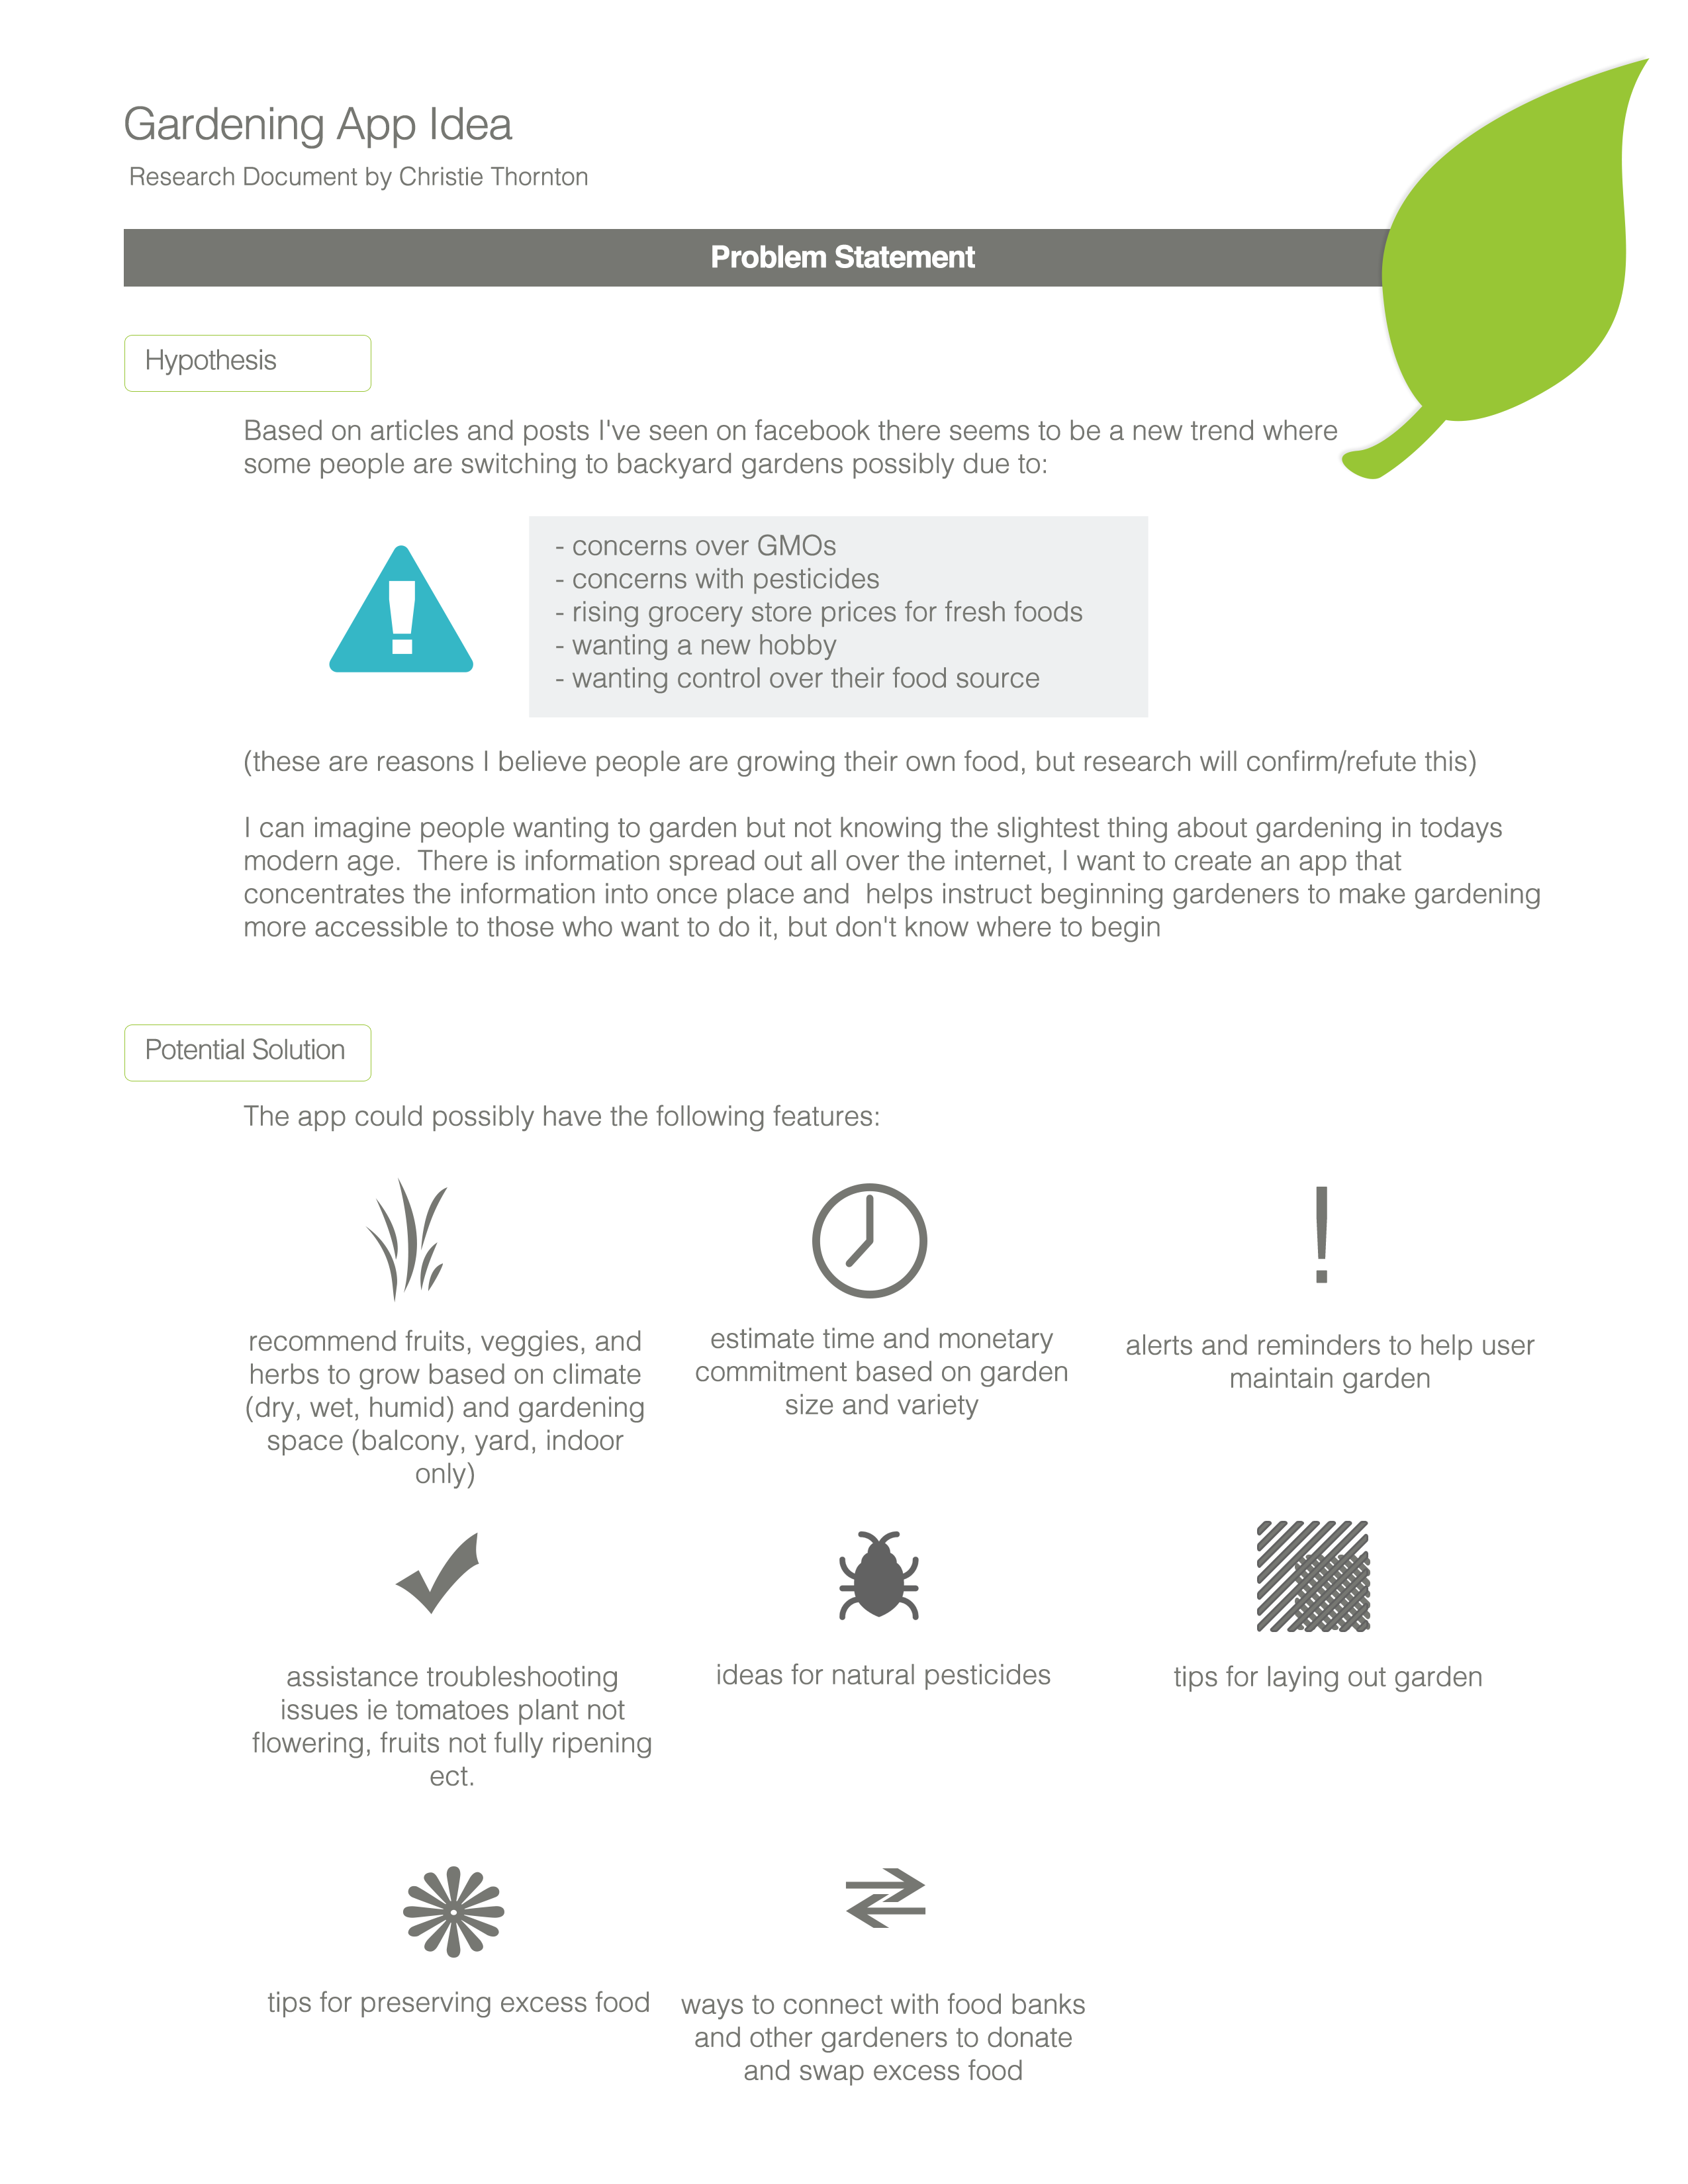 Gardening App Idea
Research Document by Christie Thornton
Problem Statement
Hypothesis
Based on articles and posts I've seen on facebook there seems to be a new trend where
some people are switching to backyard gardens possibly due to:
- concerns over GMOs
- concerns with pesticides
- rising grocery store prices for fresh foods
- wanting a new hobby
- wanting control over their food source
(these are reasons I believe people are growing their own food, but research will confirm/refute this)
I can imagine people wanting to garden but not knowing the slightest thing about gardening in todays
modern age.  There is information spread out all over the internet, I want to create an app that
concentrates the information into once place and  helps instruct beginning gardeners to make gardening
more accessible to those who want to do it, but don't know where to begin
Potential Solution
The app could possibly have the following features:
recommend fruits, veggies, and
herbs to grow based on climate
(dry, wet, humid) and gardening
space (balcony, yard, indoor
only)
estimate time and monetary
commitment based on garden
size and variety
alerts and reminders to help user
maintain garden
assistance troubleshooting
issues ie tomatoes plant not
flowering, fruits not fully ripening
ect.
ideas for natural pesticides
tips for laying out garden
tips for preserving excess food
ways to connect with food banks
and other gardeners to donate
and swap excess food